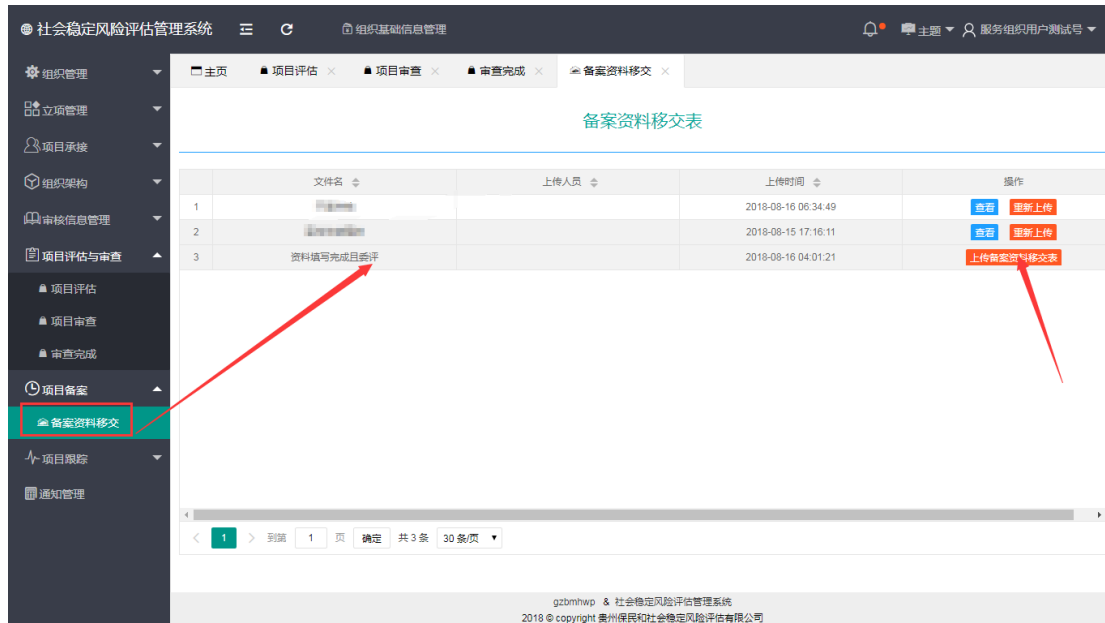 社会稳定风险评估管理系统 组织基础信息管理 主题 服务组织用户测试号
组织管理
立项管理
项目承接
组织架构
审核信息管理
项目评估与审查
项目评估
项目审查
审查完成
项目备案
备案资料移交
项目跟踪
通知管理
主页 项目评估 项目审查 审查完成 备案资料移交
备案资料移交表
文件名 上传人员 上传时间 操作
1 2018-08-16 06:34:49 查看 重新上传
2 2018-08-15 17:16:11 查看 重新上传
3 资料填写完成且委评 2018-08-16 04:01:21 上传备案资料移交表
1 到第 1 页 确定 共 3 条 30 条/页
gzbmhwp & 社会稳定风险评估管理系统
2018 © copyright 贵州保民和社会稳定风险评估有限公司